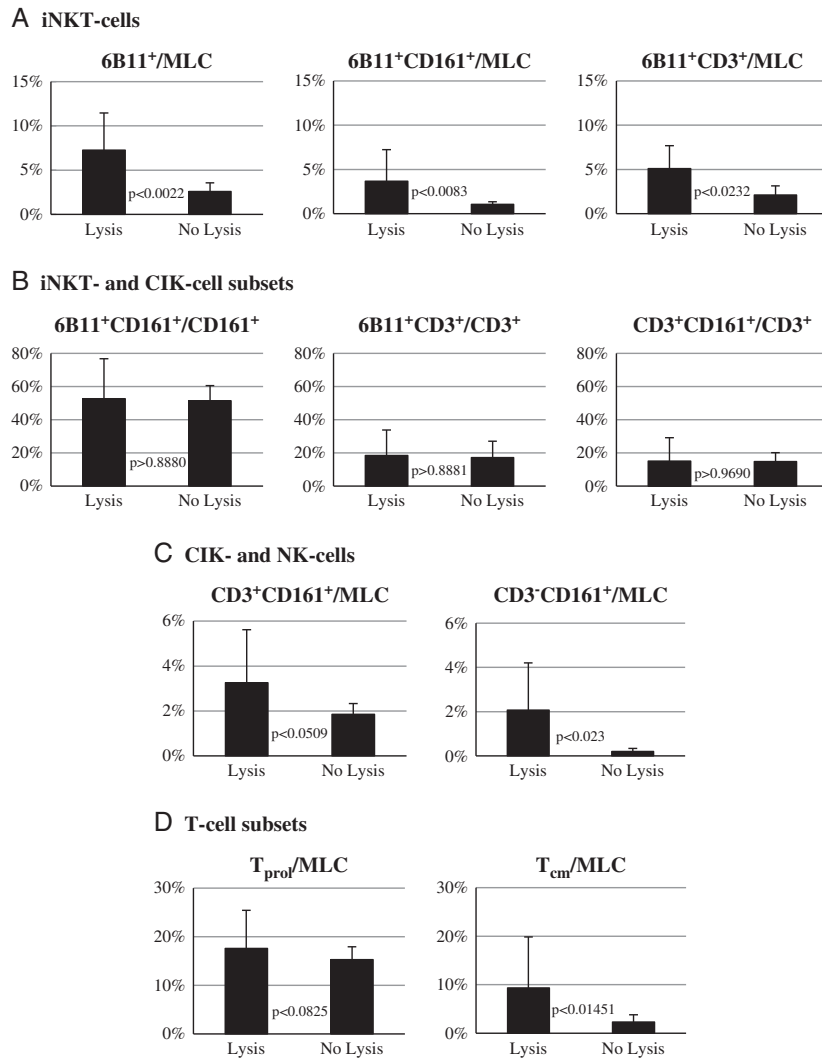 A iNKT-cells
6B11⁺/MLC
15%
10%
5%
0%
p<0.0022
Lysis No Lysis
6B11⁺CD161⁺/MLC
15%
10%
5%
0%
p<0.0083
Lysis No Lysis
6B11⁺CD3⁺/MLC
15%
10%
5%
0%
p<0.0232
Lysis No Lysis
B iNKT- and CIK-cell subsets
6B11⁺CD161⁺/CD161⁺
80%
60%
40%
20%
0%
p>0.8880
Lysis No Lysis
6B11⁺CD3⁺/CD3⁺
80%
60%
40%
20%
0%
p>0.8881
Lysis No Lysis
CD3⁺CD161⁺/CD3⁺
80%
60%
40%
20%
0%
p>0.9690
Lysis No Lysis
C CIK- and NK-cells
CD3⁺CD161⁺/MLC
6%
4%
2%
0%
p<0.0509
Lysis No Lysis
CD3⁻CD161⁺/MLC
6%
4%
2%
0%
p<0.023
Lysis No Lysis
D T-cell subsets
Tprol/MLC
30%
20%
10%
0%
p<0.0825
Lysis No Lysis
Tcm/MLC
30%
20%
10%
0%
p<0.01451
Lysis No Lysis